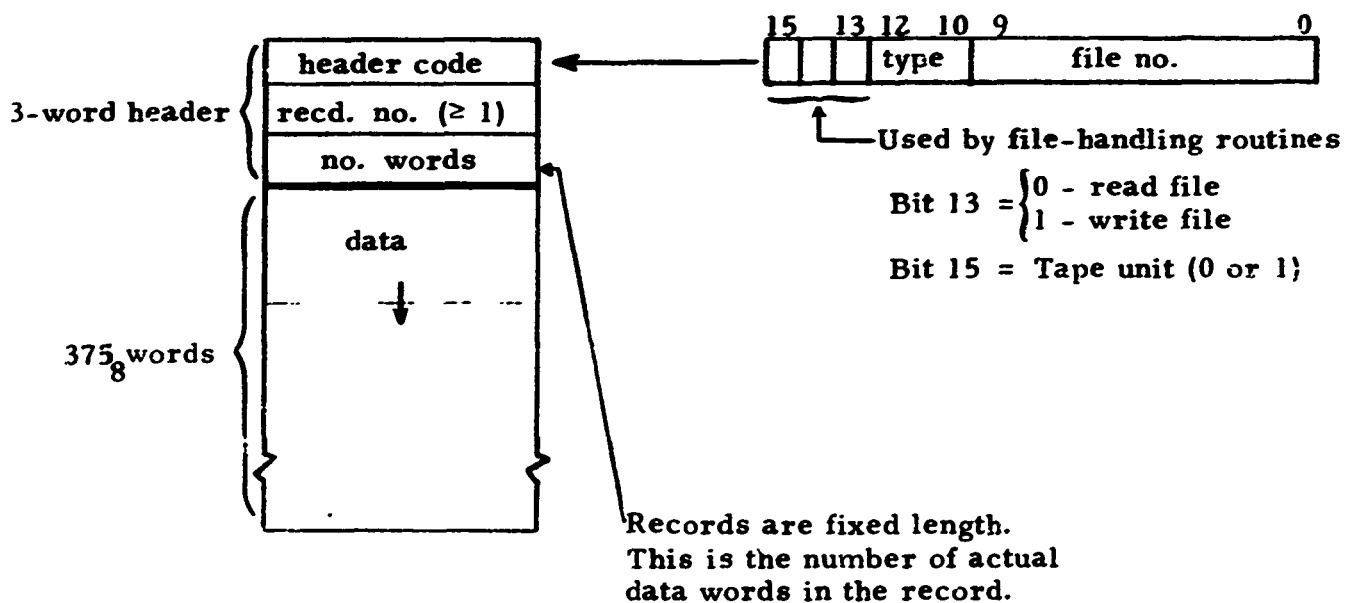 15 13 12 10 9 0
header code
type
file no.
3-word header
recd. no. (≥ 1)
no. words
Used by file-handling routines
Bit 13 = {0 - read file
1 - write file
Bit 15 = Tape unit (0 or 1)
data
375₈ words
Records are fixed length.
This is the number of actual
data words in the record.